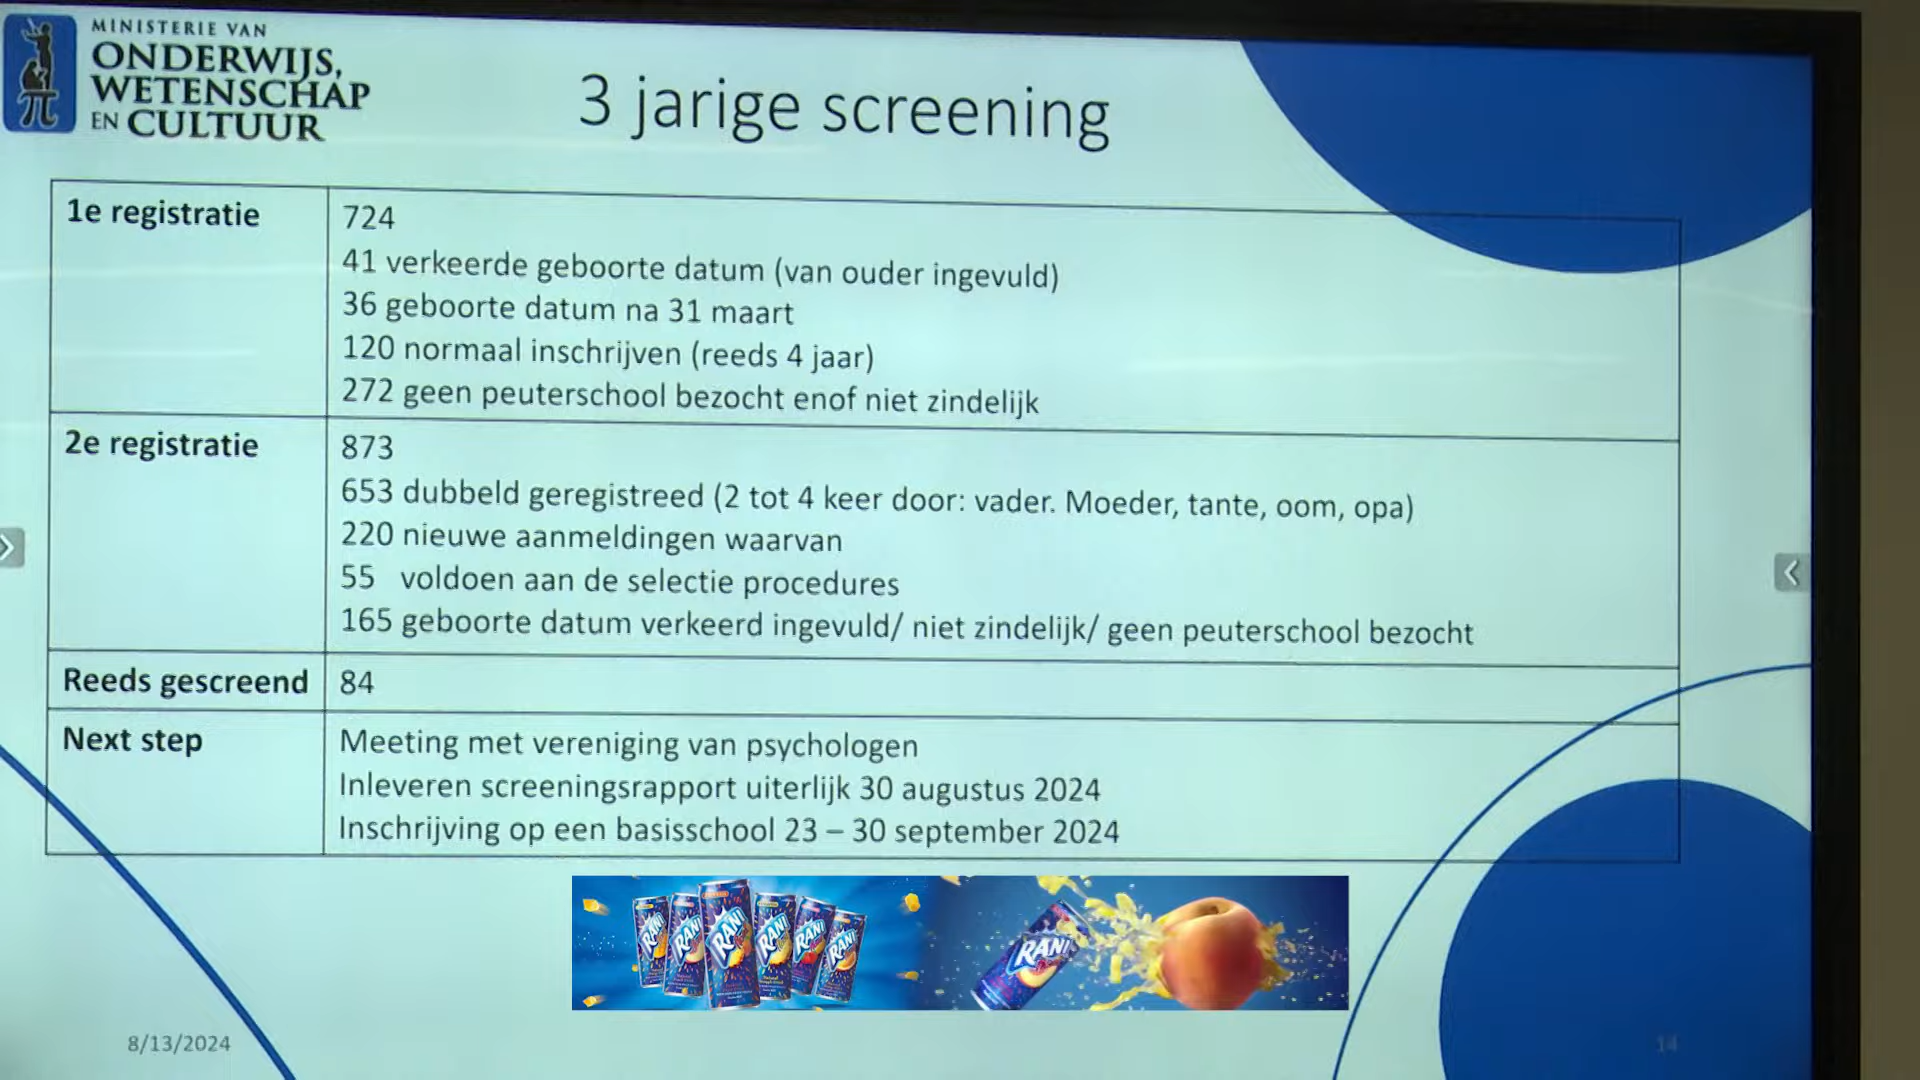 MINISTERIE VAN
ONDERWIJS,
WETENSCHAP
EN CULTUUR
3 jarige screening
1e registratie
724
41 verkeerde geboorte datum (van ouder ingevuld)
36 geboorte datum na 31 maart
120 normaal inschrijven (reeds 4 jaar)
272 geen peuterschool bezocht enof niet zindelijk
2e registratie
873
653 dubbeld geregistreed (2 tot 4 keer door: vader. Moeder, tante, oom, opa)
220 nieuwe aanmeldingen waarvan
55 voldoen aan de selectie procedures
165 geboorte datum verkeerd ingevuld/ niet zindelijk/ geen peuterschool bezocht
Reeds gescreend
84
Next step
Meeting met vereniging van psychologen
Inleveren screeningsrapport uiterlijk 30 augustus 2024
Inschrijving op een basisschool 23 – 30 september 2024
RANI
RANI
RANI
RANI
RANI
RANI
RANI
8/13/2024
14